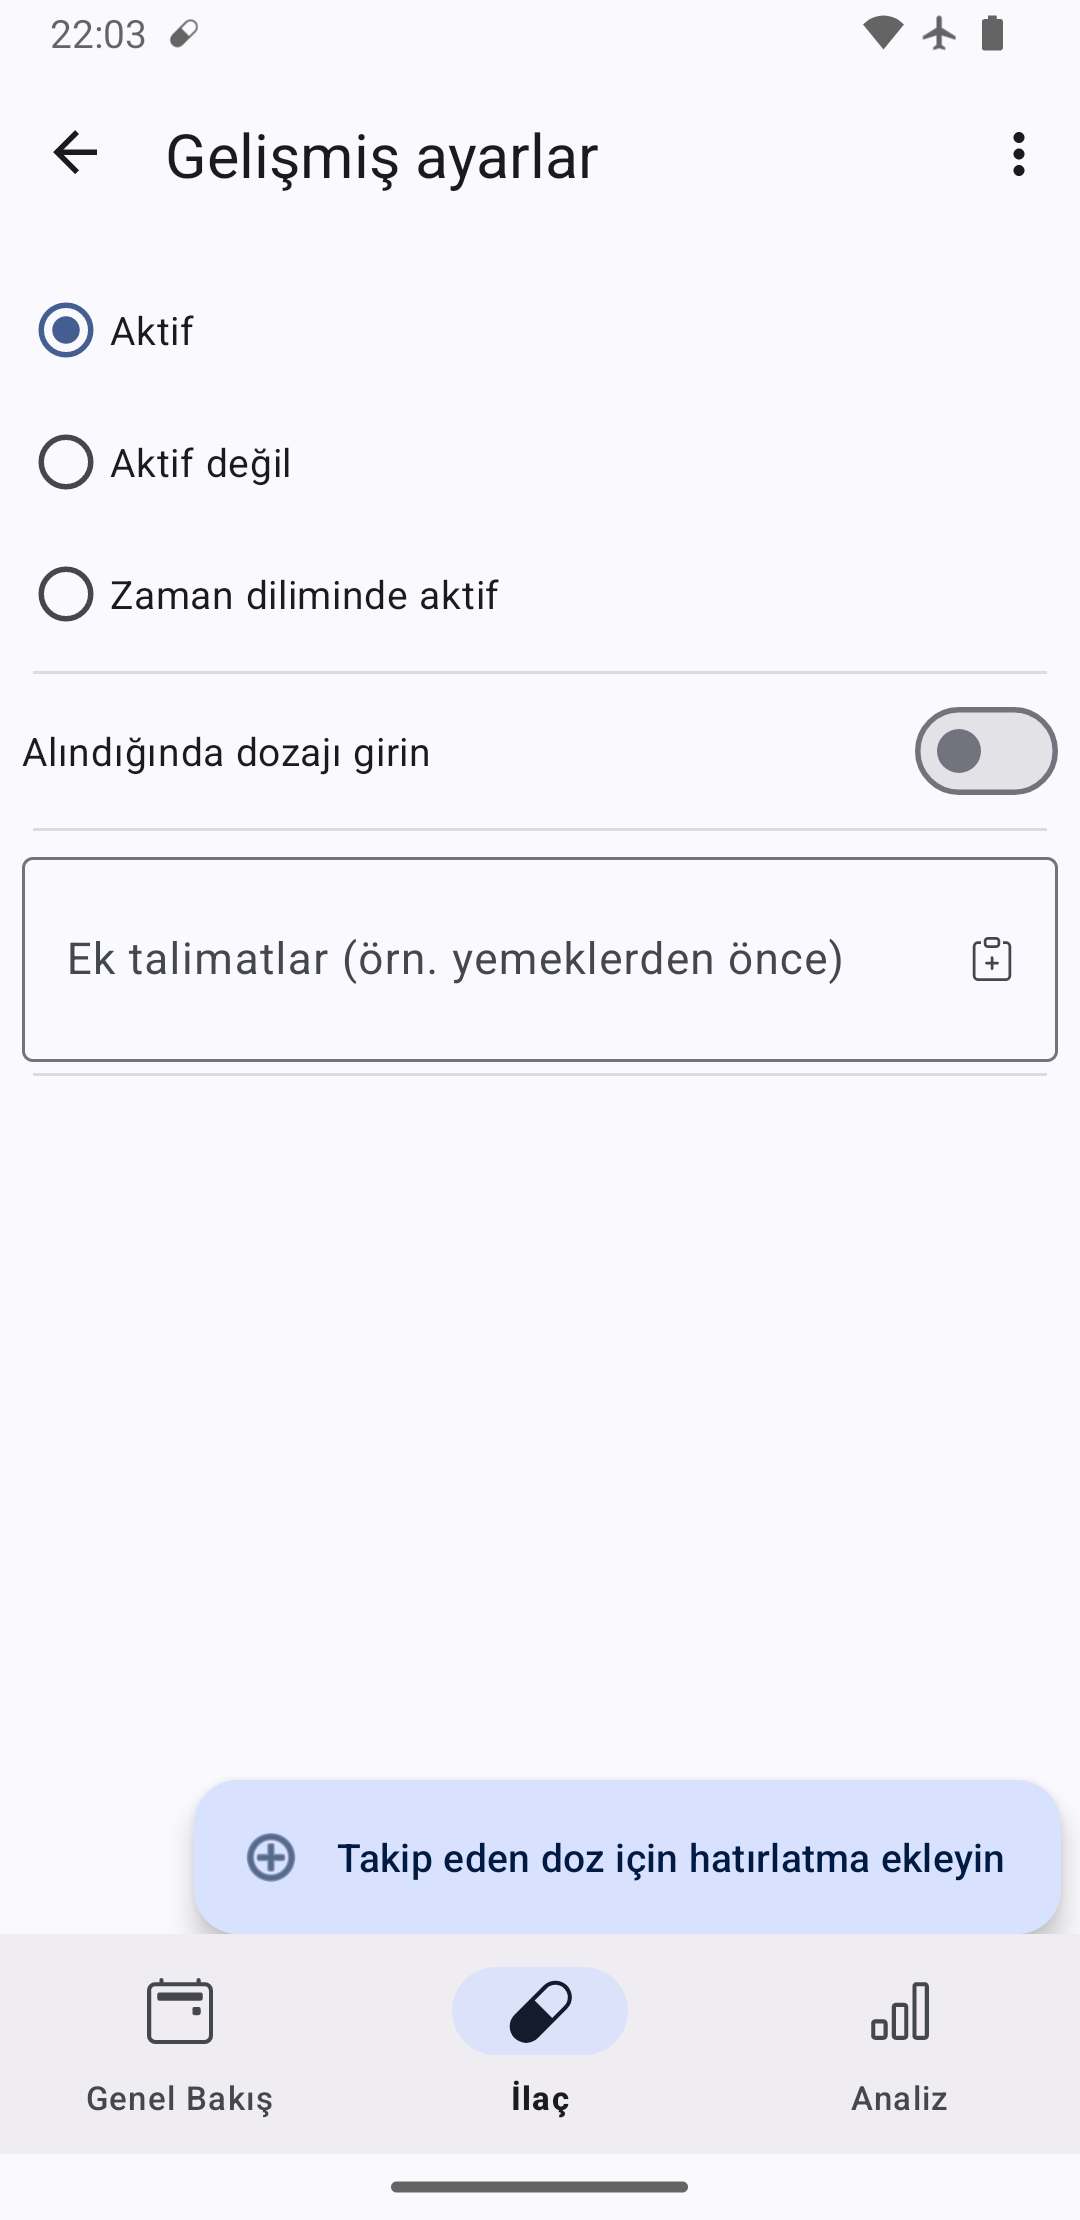 22:03
Gelişmiş ayarlar
Aktif
Aktif değil
Zaman diliminde aktif
Alındığında dozajı girin
Ek talimatlar (örn. yemeklerden önce)
Takip eden doz için hatırlatma ekleyin
Genel Bakış
İlaç
Analiz